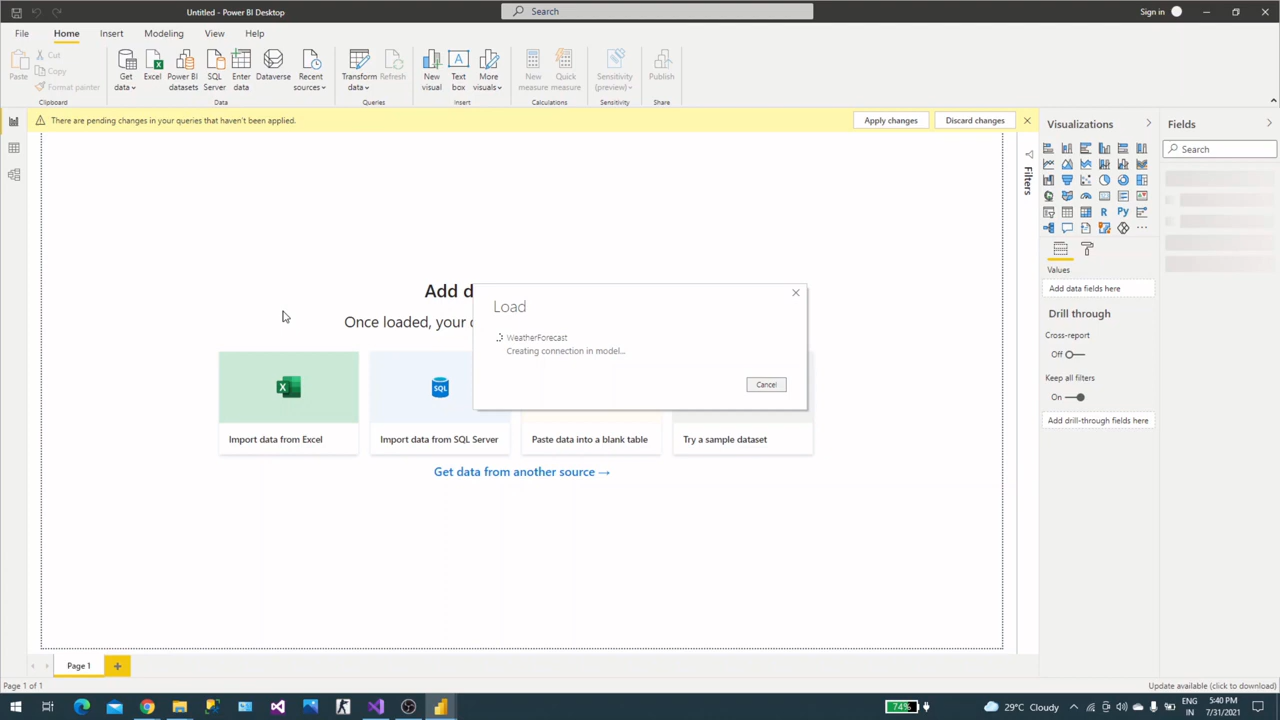 Untitled - Power BI Desktop
Search
Sign in
File
Home
Insert
Modeling
View
Help
Paste
Cut
Copy
Format painter
Clipboard
Get data
Excel
Power BI datasets
SQL Server
Enter data
Dataverse
Recent sources
Data
Transform data
Refresh
Queries
New visual
Text box
More visuals
Insert
New measure
Quick measure
Calculations
Sensitivity (preview)
Sensitivity
Publish
Share
There are pending changes in your queries that haven't been applied.
Apply changes
Discard changes
Visualizations
Fields
Search
Filters
Add d
Once loaded, your
Load
WeatherForecast
Creating connection in model...
Cancel
SQL
Import data from Excel
Import data from SQL Server
Paste data into a blank table
Try a sample dataset
Get data from another source →
R
Py
Values
Add data fields here
Drill through
Cross-report
Off
Keep all filters
On
Add drill-through fields here
Page 1
Page 1 of 1
Update available (click to download)
74%
29°C Cloudy
ENG
IN
5:40 PM
7/31/2021